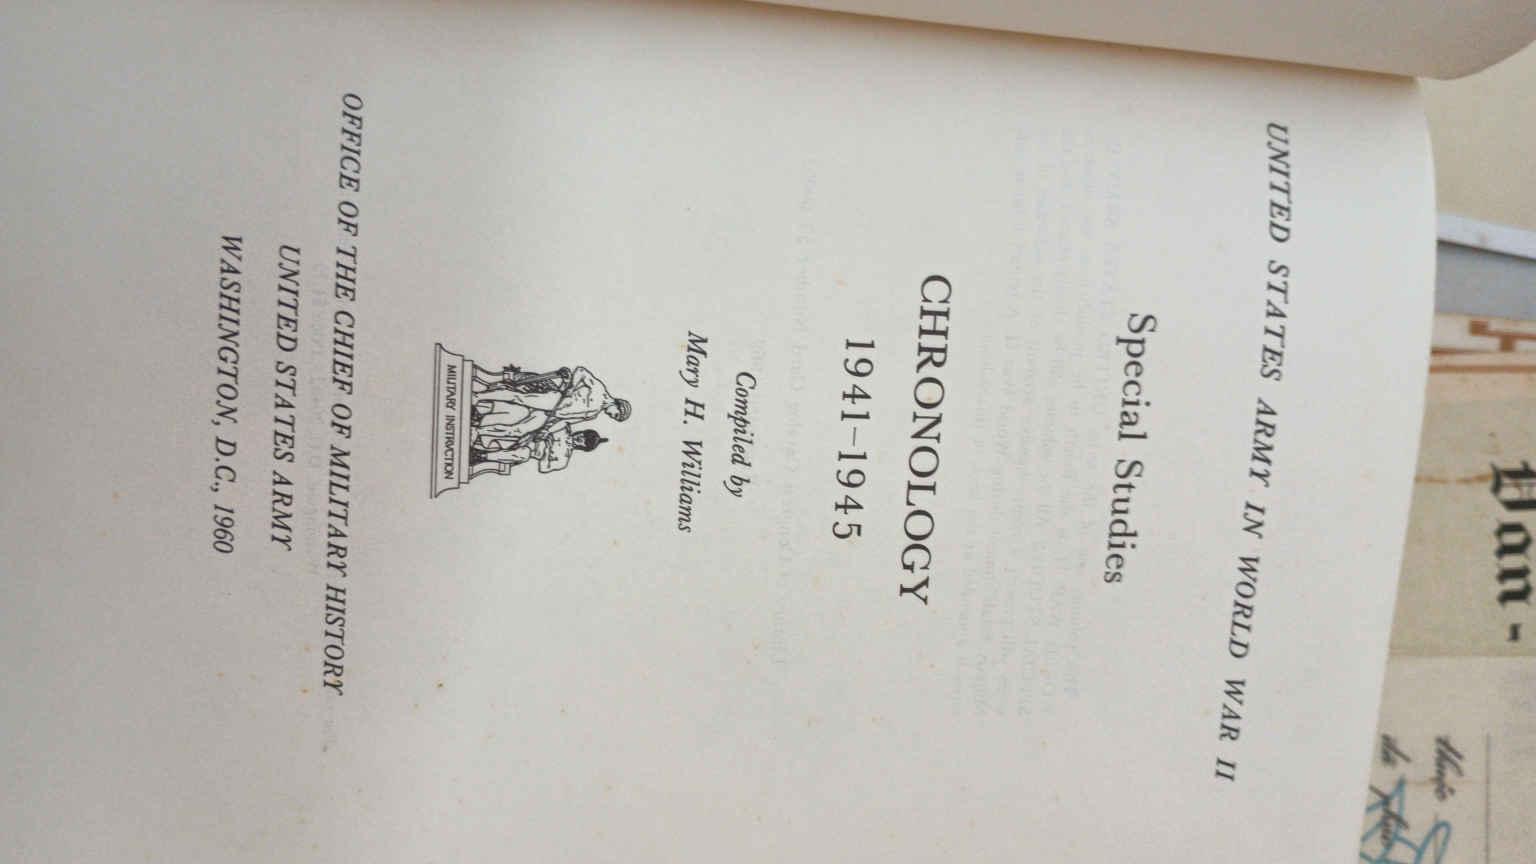 UNITED STATES ARMY IN WORLD WAR II
Special Studies
CHRONOLOGY
1941–1945
Compiled by
Mary H. Williams
MILITARY INSTRUCTION
OFFICE OF THE CHIEF OF MILITARY HISTORY
UNITED STATES ARMY
WASHINGTON, D.C., 1960